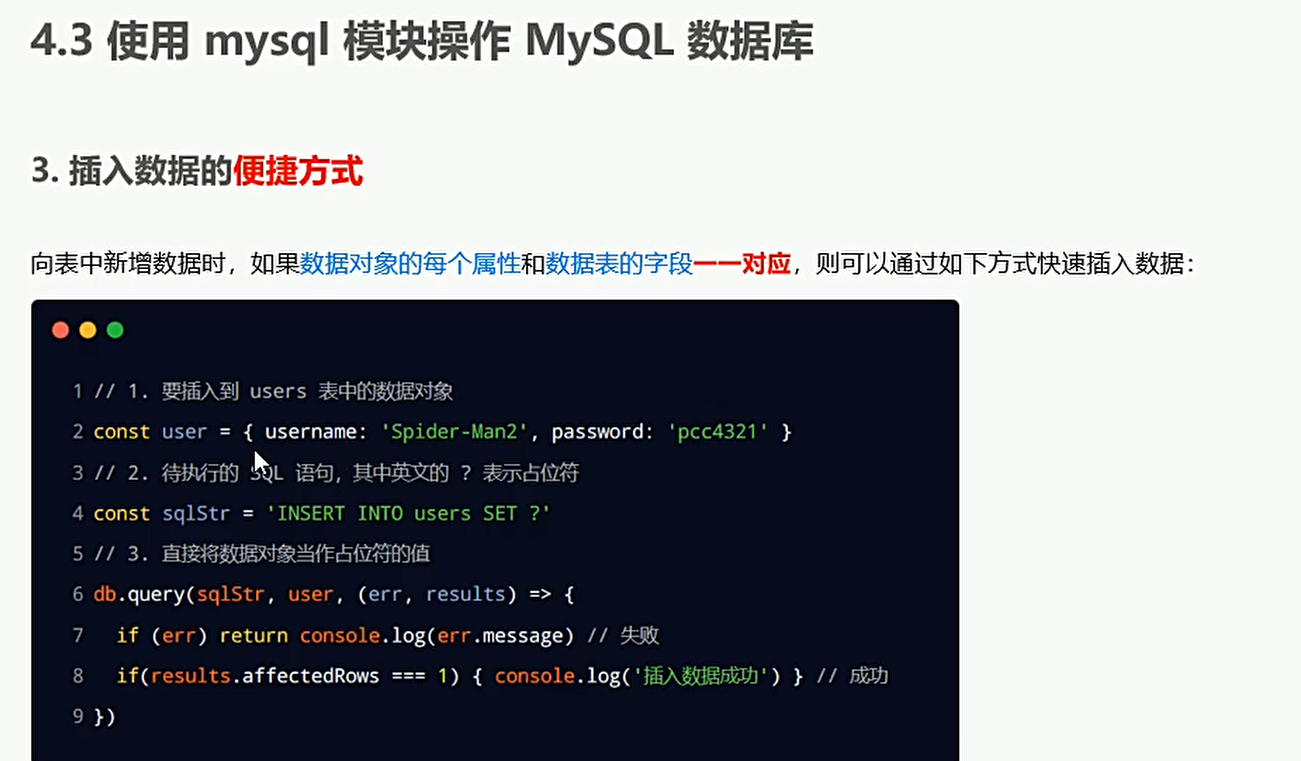 4.3 使用 mysql 模块操作 MySQL 数据库
3. 插入数据的便捷方式
向表中新增数据时，如果数据对象的每个属性和数据表的字段一一对应，则可以通过如下方式快速插入数据：
1 // 1. 要插入到 users 表中的数据对象
2 const user = { username: 'Spider-Man2', password: 'pcc4321' }
3 // 2. 待执行的 SQL 语句，其中英文的 ? 表示占位符
4 const sqlStr = 'INSERT INTO users SET ?'
5 // 3. 直接将数据对象当作占位符的值
6 db.query(sqlStr, user, (err, results) => {
7   if (err) return console.log(err.message) // 失败
8   if(results.affectedRows === 1) { console.log('插入数据成功') } // 成功
9 })